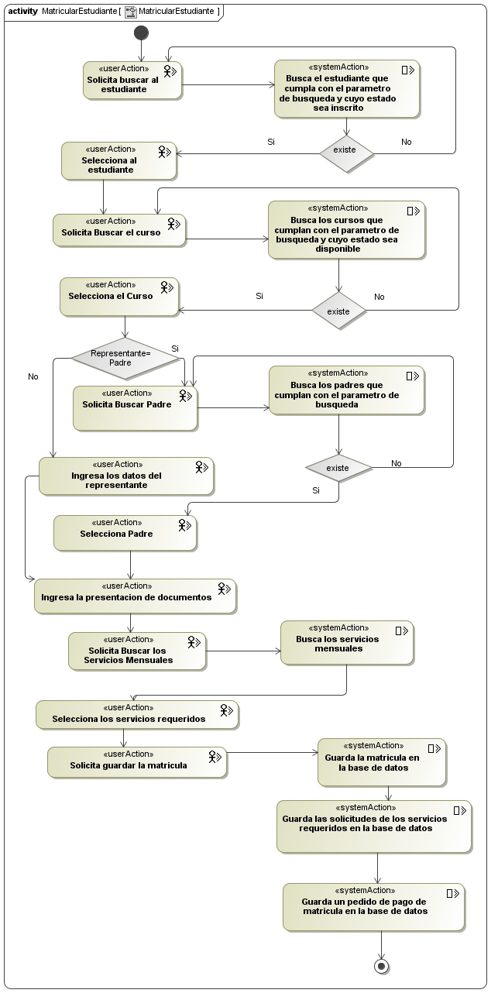 activity MatricularEstudiante [ MatricularEstudiante ]
«userAction»
Solicita buscar al
estudiante
«systemAction»
Busca el estudiante que
cumpla con el parametro
de busqueda y cuyo estado
sea inscrito
existe
Si
No
«userAction»
Selecciona al
estudiante
«userAction»
Solicita Buscar el curso
«systemAction»
Busca los cursos que
cumplan con el parametro de
busqueda y cuyo estado sea
disponible
existe
Si
No
«userAction»
Selecciona el Curso
Representante=
Padre
Si
No
«userAction»
Solicita Buscar Padre
«systemAction»
Busca los padres que
cumplan con el parametro de
busqueda
existe
No
Si
«userAction»
Ingresa los datos del
representante
«userAction»
Selecciona Padre
«userAction»
Ingresa la presentacion de documentos
«userAction»
Solicita Buscar los
Servicios Mensuales
«systemAction»
Busca los servicios
mensuales
«userAction»
Selecciona los servicios requeridos
«userAction»
Solicita guardar la matricula
«systemAction»
Guarda la matricula en
la base de datos
«systemAction»
Guarda las solicitudes de los servicios
requeridos en la base de datos
«systemAction»
Guarda un pedido de pago de
matricula en la base de datos